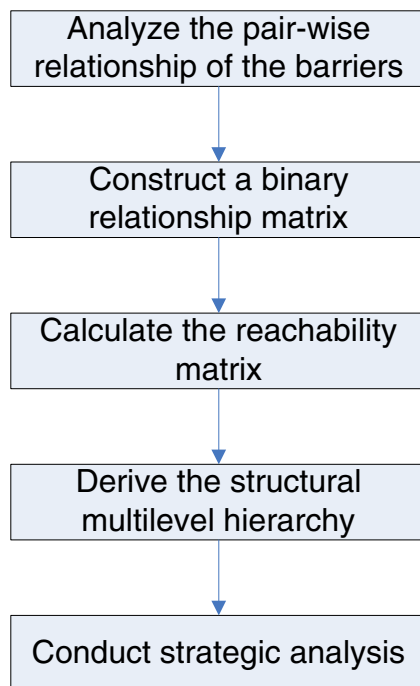 Analyze the pair-wise
relationship of the barriers
Construct a binary
relationship matrix
Calculate the reachability
matrix
Derive the structural
multilevel hierarchy
Conduct strategic analysis